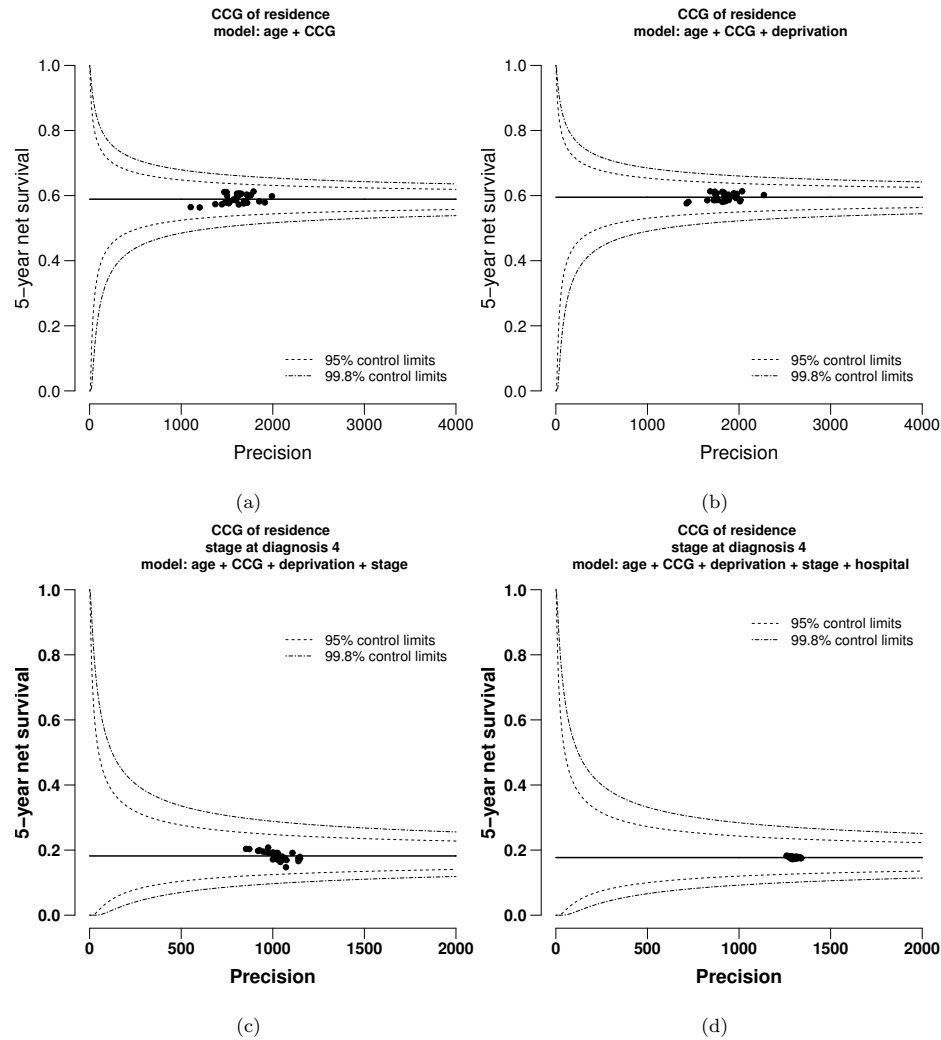 CCG of residence
model: age + CCG
1.0
0.8
0.6
0.4
0.2
0.0
5−year net survival
95% control limits
99.8% control limits
0 1000 2000 3000 4000
Precision
(a)
CCG of residence
model: age + CCG + deprivation
1.0
0.8
0.6
0.4
0.2
0.0
5−year net survival
95% control limits
99.8% control limits
0 1000 2000 3000 4000
Precision
(b)
CCG of residence
stage at diagnosis 4
model: age + CCG + deprivation + stage
1.0
0.8
0.6
0.4
0.2
0.0
5−year net survival
95% control limits
99.8% control limits
0 500 1000 1500 2000
Precision
(c)
CCG of residence
stage at diagnosis 4
model: age + CCG + deprivation + stage + hospital
1.0
0.8
0.6
0.4
0.2
0.0
5−year net survival
95% control limits
99.8% control limits
0 500 1000 1500 2000
Precision
(d)